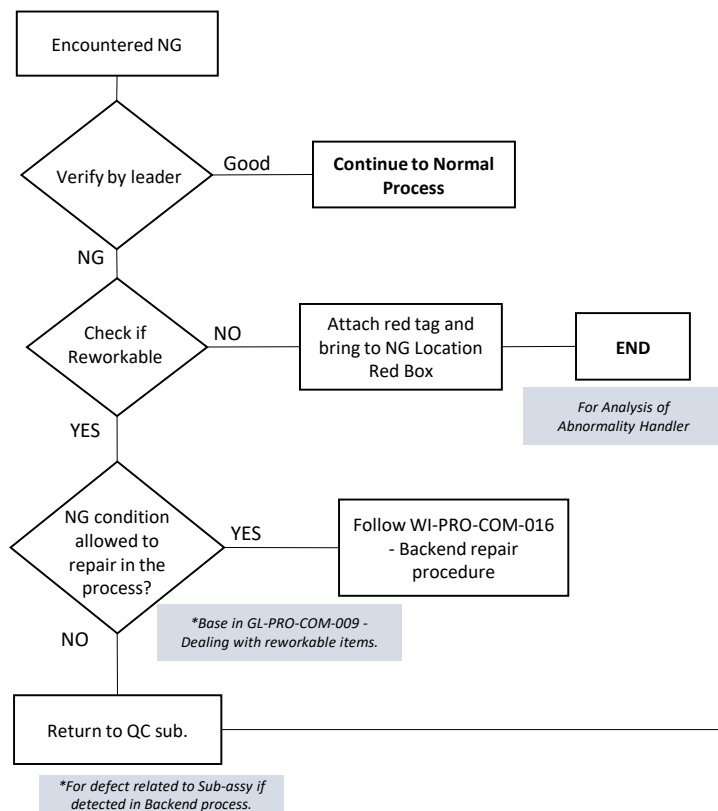 Encountered NG
Verify by leader
Good
Continue to Normal
Process
NG
Check if
Reworkable
NO
Attach red tag and
bring to NG Location
Red Box
END
For Analysis of
Abnormality Handler
YES
NG condition
allowed to
repair in the
process?
YES
Follow WI-PRO-COM-016
- Backend repair
procedure
*Base in GL-PRO-COM-009 -
Dealing with reworkable items.
NO
Return to QC sub.
*For defect related to Sub-assy if
detected in Backend process.